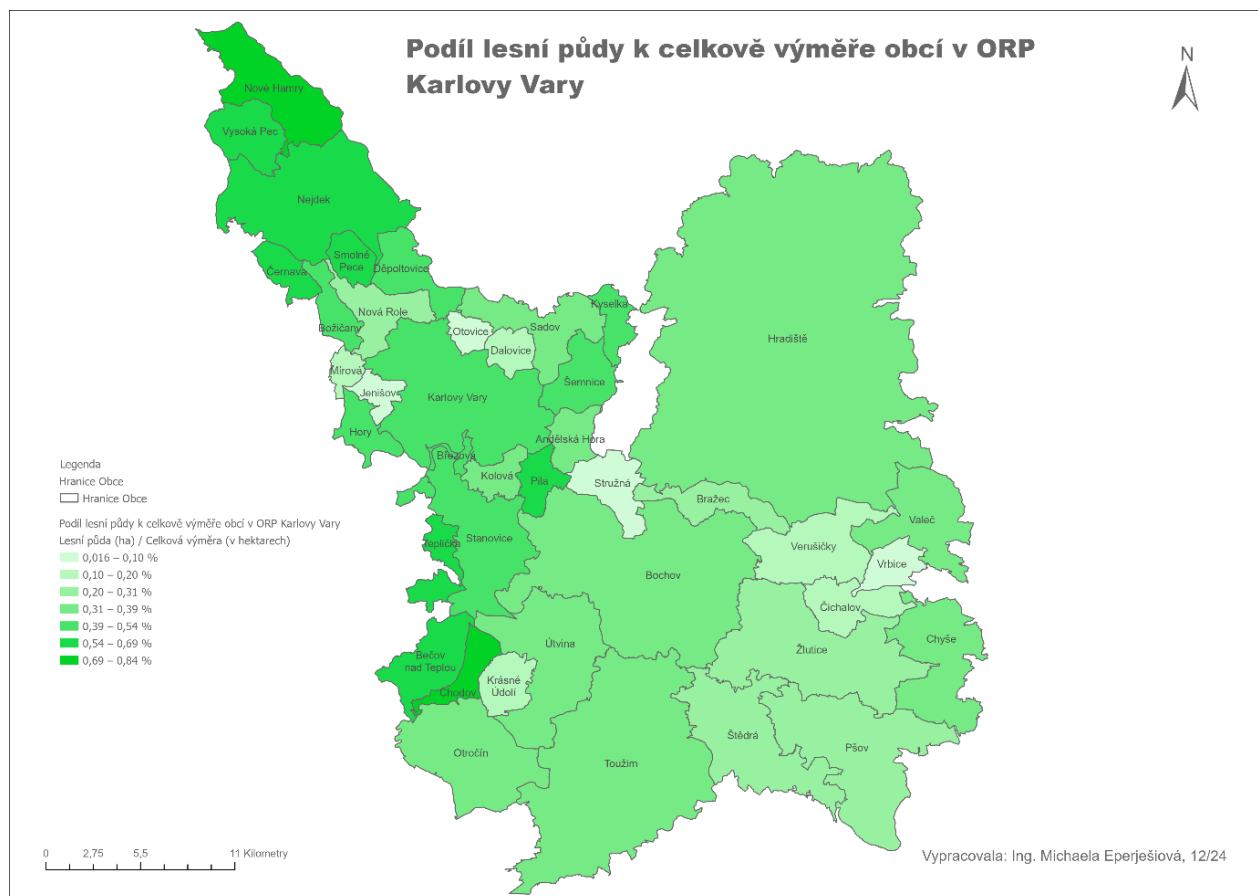 Podíl lesní půdy k celkově výměře obcí v ORP
Karlovy Vary
N
Nové Hamry
Vysoká Pec
Nejdek
Smolné
Pece
Děpoltovice
Černava
Nová Role
Božičany
Otovice
Sadov
Kyselka
Dalovice
Hradiště
Mírová
Jenišov
Karlovy Vary
Šemnice
Hory
Andělská Hora
Březová
Kolová
Pila
Stružná
Bražec
Valeč
Teplička
Stanovice
Verušičky
Vrbice
Bochov
Čichalov
Chyše
Útvina
Žlutice
Bečov
nad Teplou
Krásné
Údolí
Chodov
Otročín
Toužim
Štědrá
Pšov
Legenda
Hranice Obce
Hranice Obce
Podíl lesní půdy k celkově výměře obcí v ORP Karlovy Vary
Lesní půda (ha) / Celková výměra (v hektarech)
0,016 – 0,10 %
0,10 – 0,20 %
0,20 – 0,31 %
0,31 – 0,39 %
0,39 – 0,54 %
0,54 – 0,69 %
0,69 – 0,84 %
0 2,75 5,5 11 Kilometry
Vypracovala: Ing. Michaela Eperješiová, 12/24